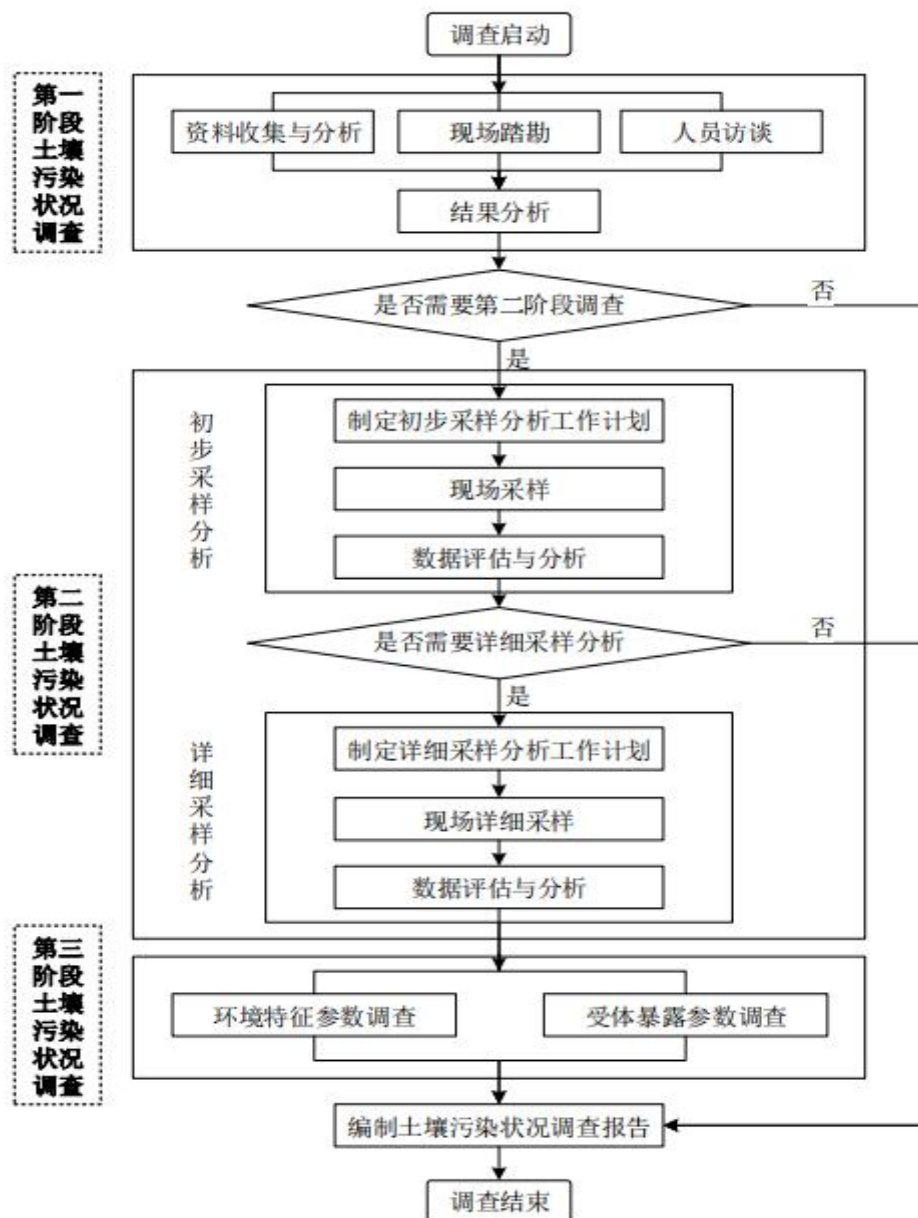 调查启动
第一
阶段
土壤
污染
状况
调查
资料收集与分析
现场踏勘
人员访谈
结果分析
是否需要第二阶段调查
否
是
第二
阶段
土壤
污染
状况
调查
初步采样分析
制定初步采样分析工作计划
现场采样
数据评估与分析
是否需要详细采样分析
否
是
详细采样分析
制定详细采样分析工作计划
现场详细采样
数据评估与分析
第三
阶段
土壤
污染
状况
调查
环境特征参数调查
受体暴露参数调查
编制土壤污染状况调查报告
调查结束